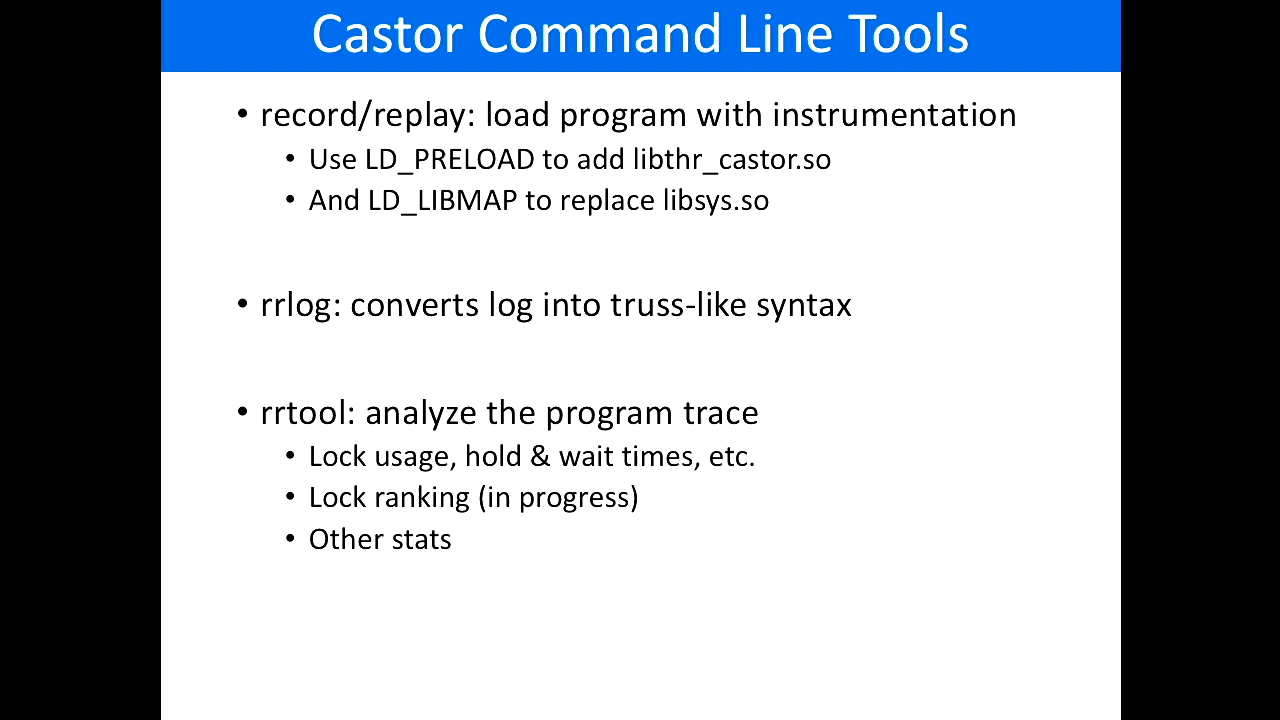 Castor Command Line Tools
• record/replay: load program with instrumentation
• Use LD_PRELOAD to add libthr_castor.so
• And LD_LIBMAP to replace libsys.so
• rrlog: converts log into truss-like syntax
• rrtool: analyze the program trace
• Lock usage, hold & wait times, etc.
• Lock ranking (in progress)
• Other stats